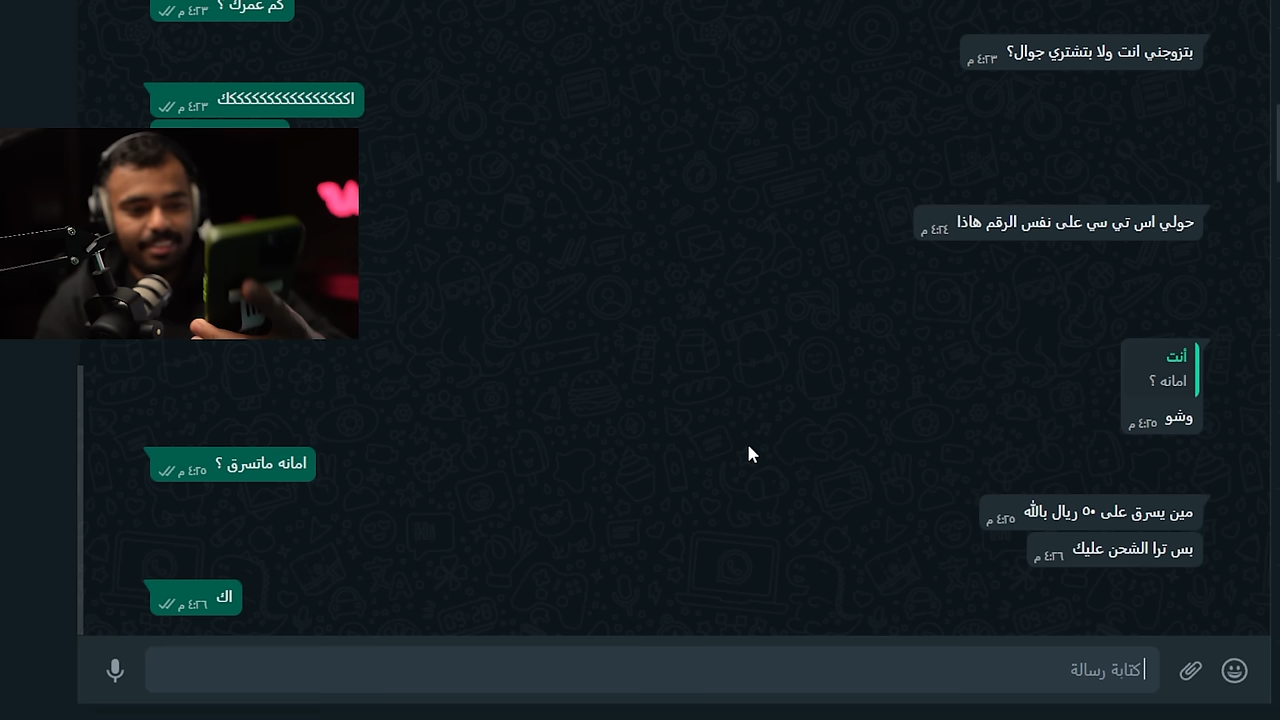 كم عمرك ؟ ٤:٢٣ م
بتزوجني انت ولا بتشتري جوال؟ ٤:٢٣ م
اككككككككككككككككك ٤:٢٣ م
حولي اس تي سي على نفس الرقم هاذا ٤:٢٤ م
أنت
امانه ؟
وشو ٤:٢٥ م
امانه ماتسرق ؟ ٤:٢٥ م
مين يسرق على ٥٠ ريال بالله ٤:٢٥ م
بس ترا الشحن عليك ٤:٢٦ م
اك ٤:٢٦ م
كتابة رسالة